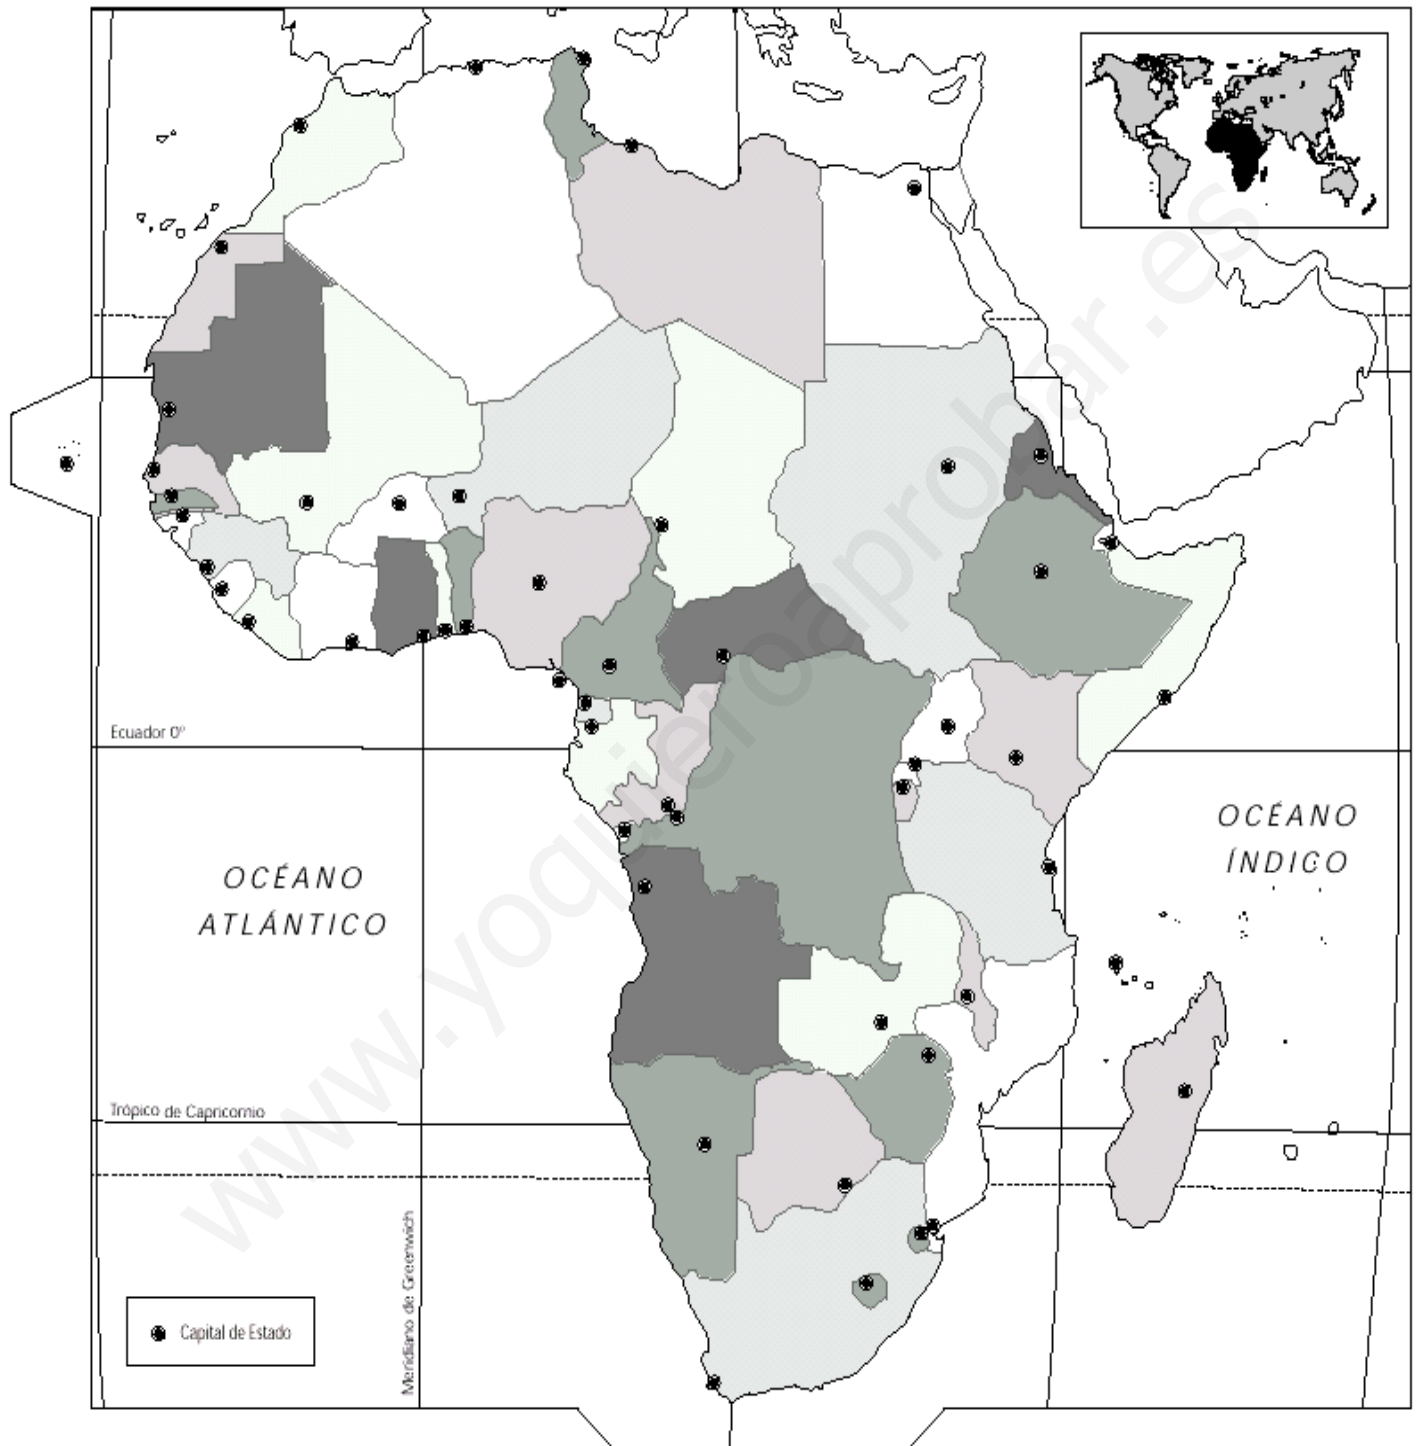 Ecuador 0º
OCÉANO
ATLÁNTICO
OCÉANO
ÍNDICO
Trópico de Capricornio
Meridiano de Greenwich
Capital de Estado
www.yoquieroaprobar.es